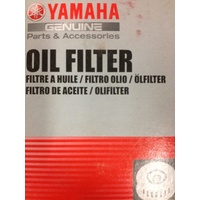 YAMAHA
GENUINE
Parts & Accessories
OIL FILTER
FILTRE A HUILE / FILTRO OLIO / ÖLFILTER
FILTRO DE ACEITE / OLIFILTER